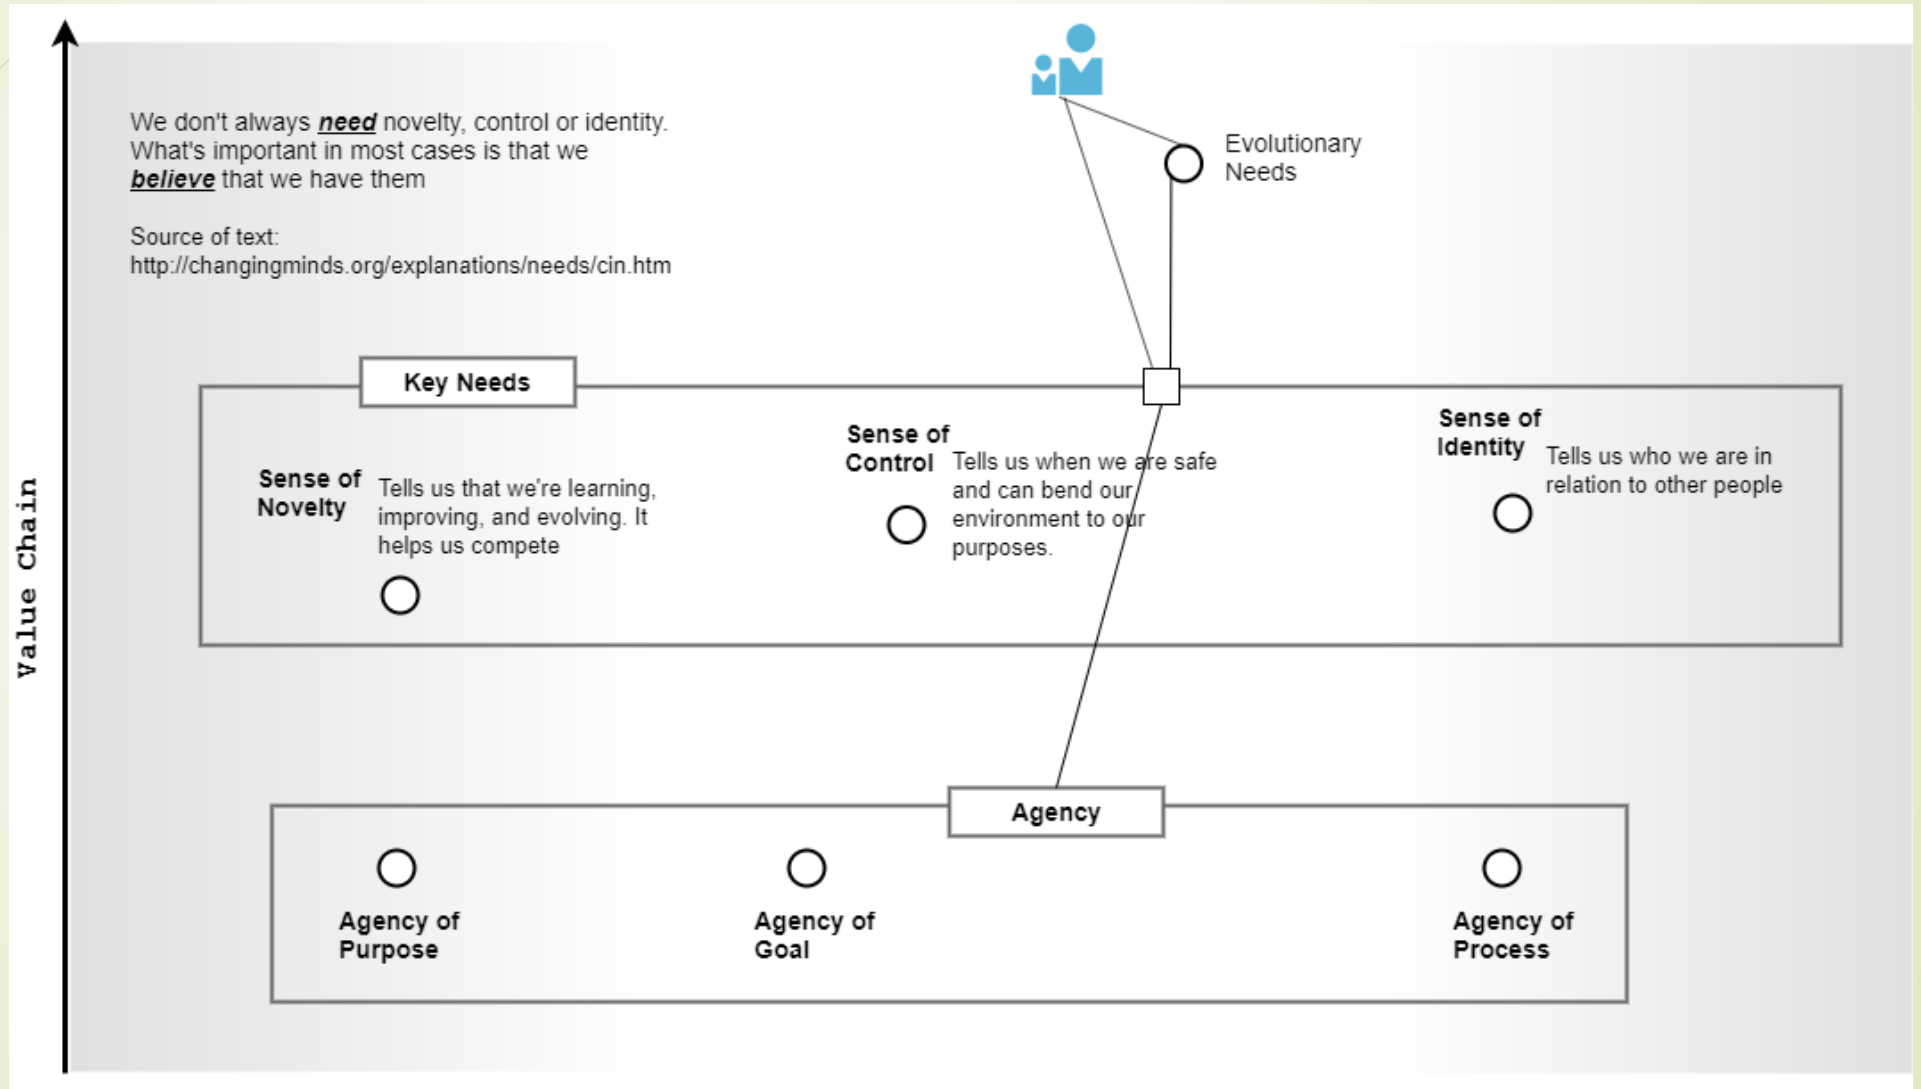 We don't always need novelty, control or identity.
What's important in most cases is that we
believe that we have them
Source of text:
http://changingminds.org/explanations/needs/cin.htm
Evolutionary
Needs
Value Chain
Key Needs
Sense of
Novelty
Tells us that we're learning,
improving, and evolving. It
helps us compete
Sense of
Control
Tells us when we are safe
and can bend our
environment to our
purposes.
Sense of
Identity
Tells us who we are in
relation to other people
Agency
Agency of
Purpose
Agency of
Goal
Agency of
Process